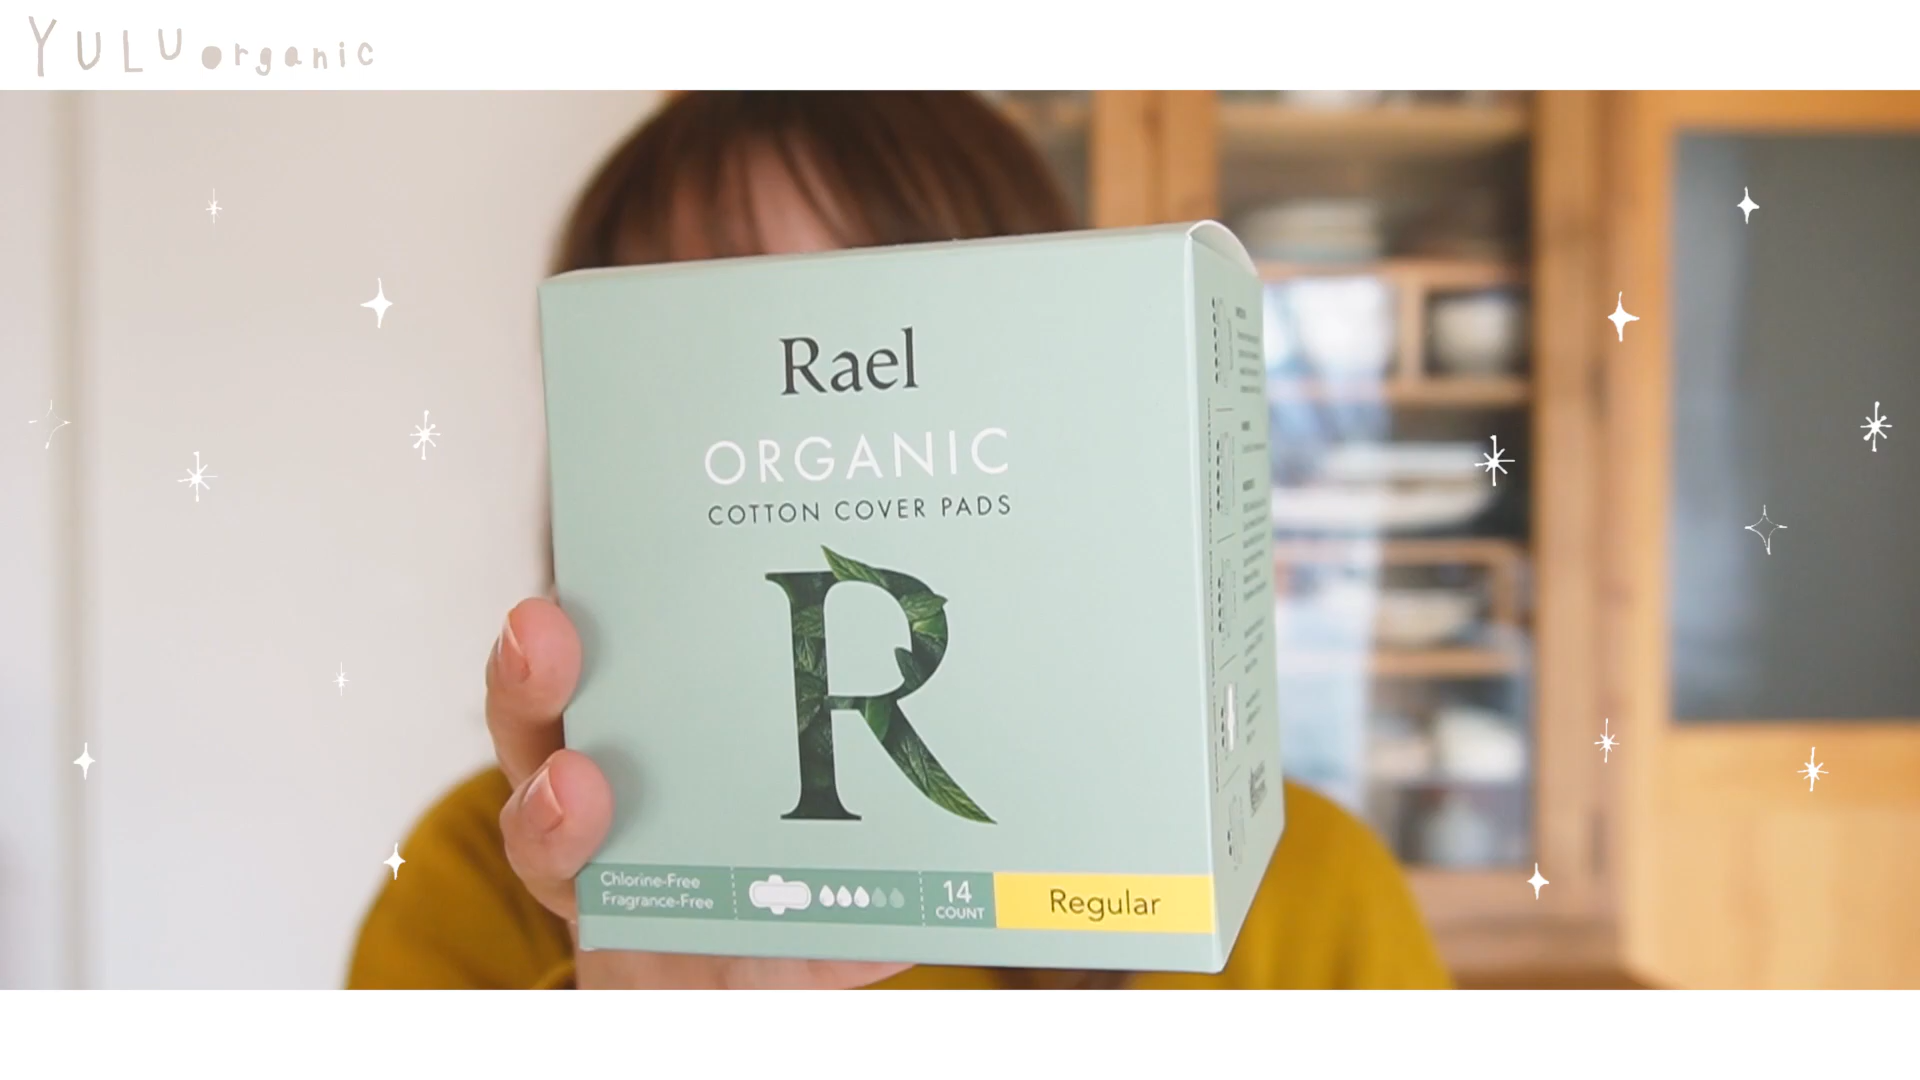 YULU organic
Rael
ORGANIC
COTTON COVER PADS
R
Chlorine-Free
Fragrance-Free
14
COUNT
Regular